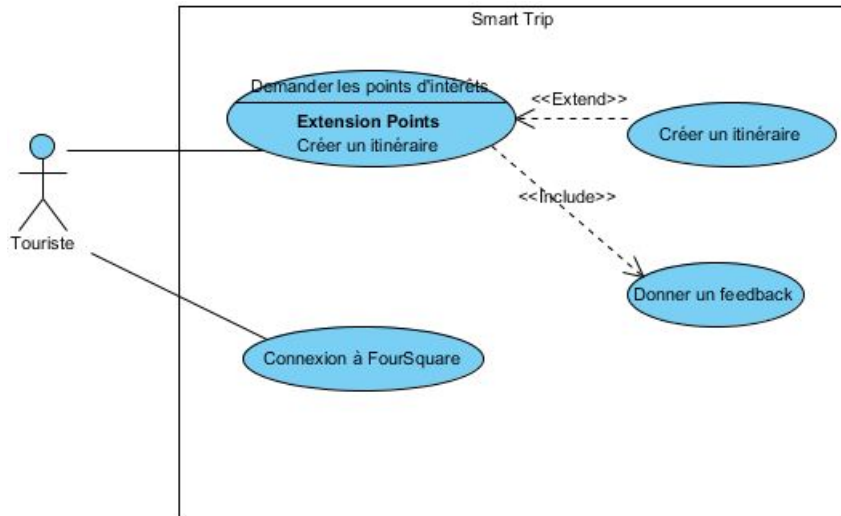 Smart Trip
Demander les points d'intérêts
Extension Points
Créer un itinéraire
<<Extend>>
Créer un itinéraire
<<Include>>
Touriste
Donner un feedback
Connexion à FourSquare